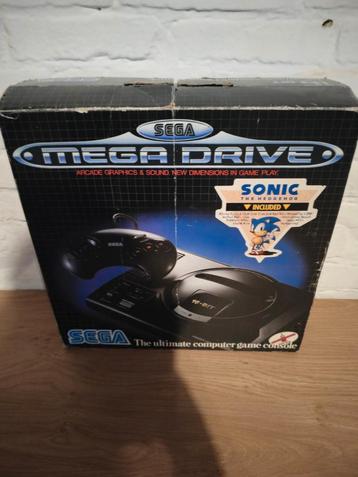 SEGA
MEGA DRIVE
ARCADE GRAPHICS & SOUND. NEW DIMENSIONS IN GAME PLAY.
SONIC
THE HEDGEHOG
INCLUDED
SEGA
16-BIT
SEGA The ultimate computer game console